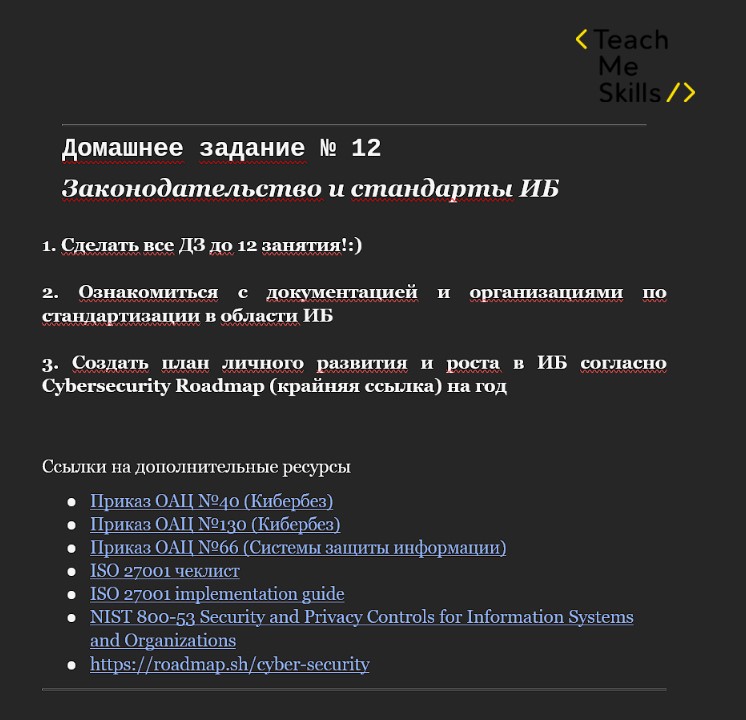 < Teach
Me
Skills />
Домашнее задание № 12
Законодательство и стандарты ИБ
1. Сделать все ДЗ до 12 занятия!:)
2. Ознакомиться с документацией и организациями по
стандартизации в области ИБ
3. Создать план личного развития и роста в ИБ согласно
Cybersecurity Roadmap (крайняя ссылка) на год
Ссылки на дополнительные ресурсы
● Приказ ОАЦ №40 (Кибербез)
● Приказ ОАЦ №130 (Кибербез)
● Приказ ОАЦ №66 (Системы защиты информации)
● ISO 27001 чеклист
● ISO 27001 implementation guide
● NIST 800-53 Security and Privacy Controls for Information Systems
and Organizations
● https://roadmap.sh/cyber-security